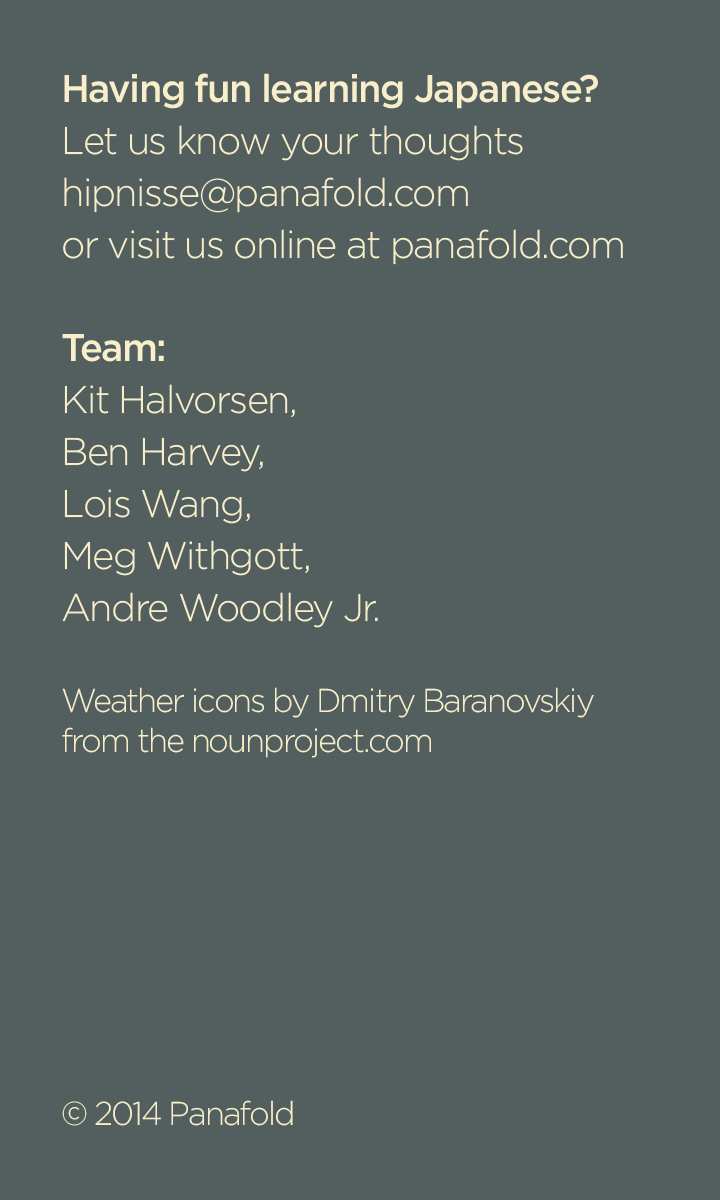 Having fun learning Japanese?
Let us know your thoughts
hipnisse@panafold.com
or visit us online at panafold.com
Team:
Kit Halvorsen,
Ben Harvey,
Lois Wang,
Meg Withgott,
Andre Woodley Jr.
Weather icons by Dmitry Baranovskiy
from the nounproject.com
© 2014 Panafold